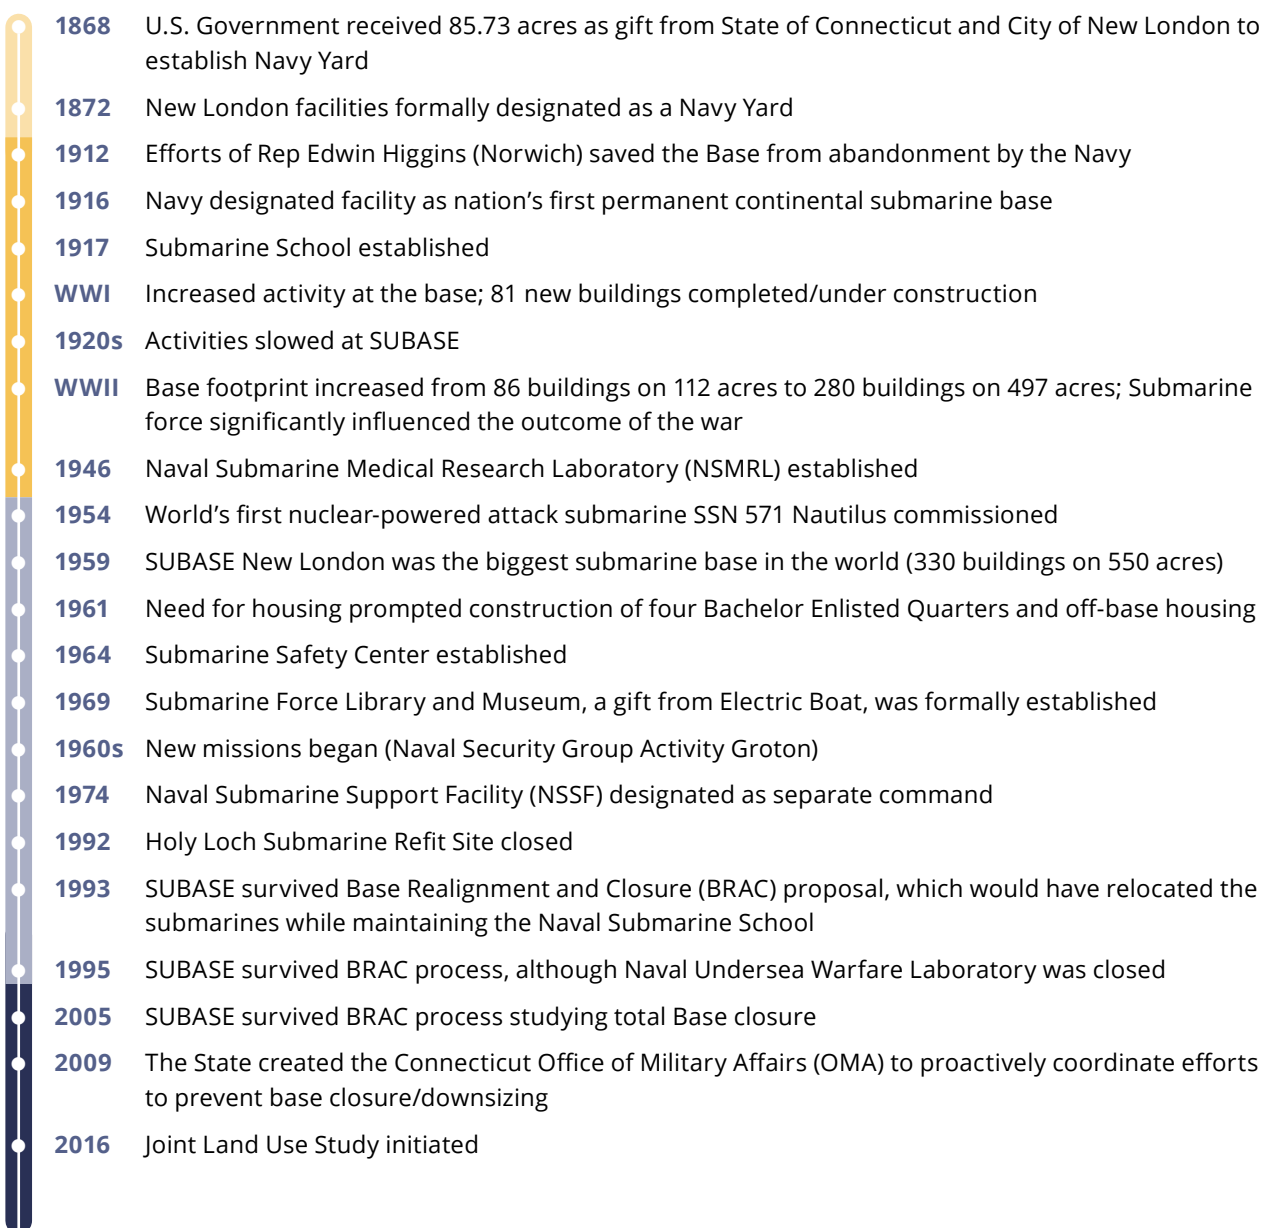 1868 U.S. Government received 85.73 acres as gift from State of Connecticut and City of New London to
establish Navy Yard
1872 New London facilities formally designated as a Navy Yard
1912 Efforts of Rep Edwin Higgins (Norwich) saved the Base from abandonment by the Navy
1916 Navy designated facility as nation’s first permanent continental submarine base
1917 Submarine School established
WWI Increased activity at the base; 81 new buildings completed/under construction
1920s Activities slowed at SUBASE
WWII Base footprint increased from 86 buildings on 112 acres to 280 buildings on 497 acres; Submarine
force significantly influenced the outcome of the war
1946 Naval Submarine Medical Research Laboratory (NSMRL) established
1954 World’s first nuclear-powered attack submarine SSN 571 Nautilus commissioned
1959 SUBASE New London was the biggest submarine base in the world (330 buildings on 550 acres)
1961 Need for housing prompted construction of four Bachelor Enlisted Quarters and off-base housing
1964 Submarine Safety Center established
1969 Submarine Force Library and Museum, a gift from Electric Boat, was formally established
1960s New missions began (Naval Security Group Activity Groton)
1974 Naval Submarine Support Facility (NSSF) designated as separate command
1992 Holy Loch Submarine Refit Site closed
1993 SUBASE survived Base Realignment and Closure (BRAC) proposal, which would have relocated the
submarines while maintaining the Naval Submarine School
1995 SUBASE survived BRAC process, although Naval Undersea Warfare Laboratory was closed
2005 SUBASE survived BRAC process studying total Base closure
2009 The State created the Connecticut Office of Military Affairs (OMA) to proactively coordinate efforts
to prevent base closure/downsizing
2016 Joint Land Use Study initiated